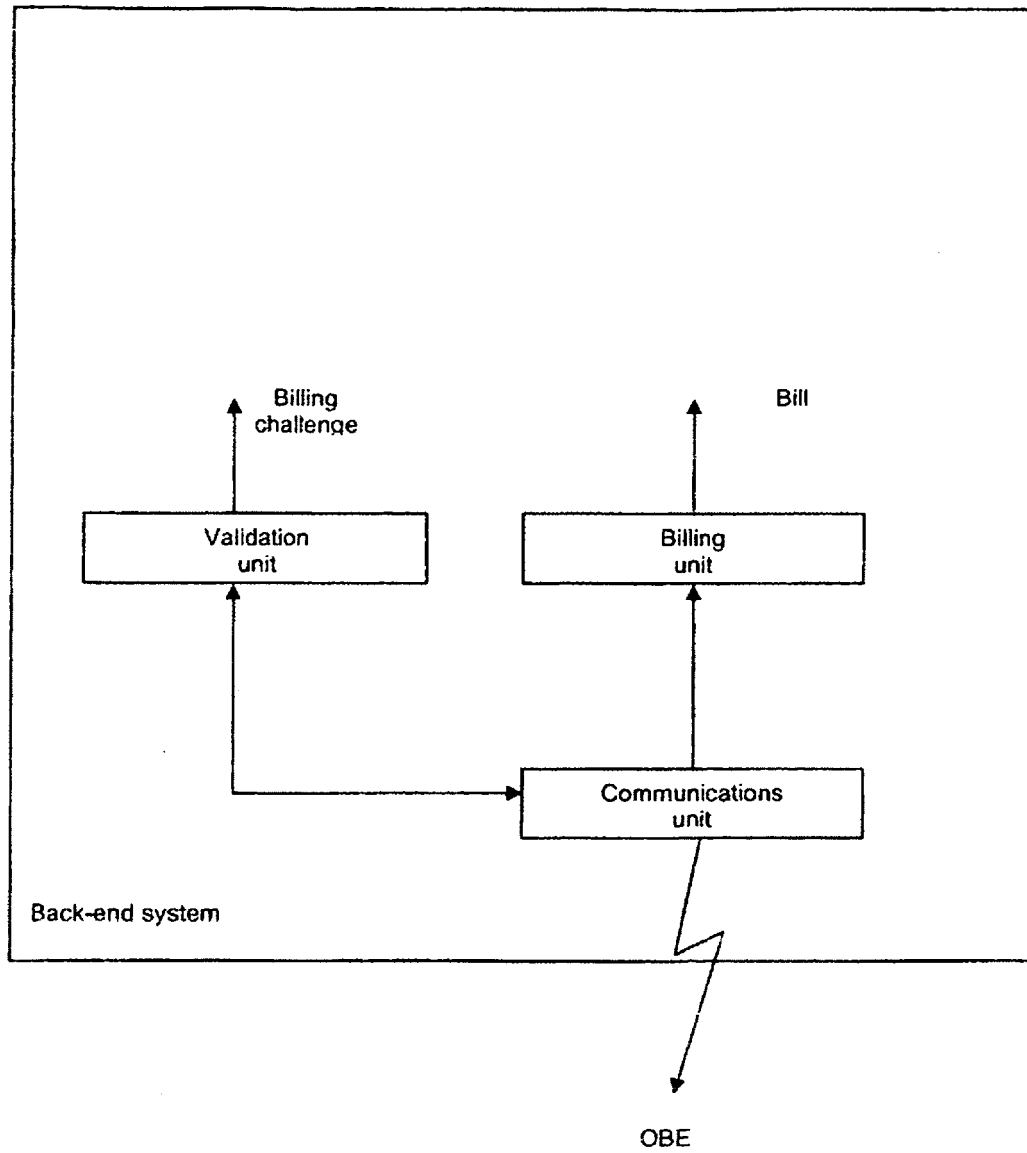 Billing
challenge
Bill
Validation
unit
Billing
unit
Communications
unit
Back-end system
OBE